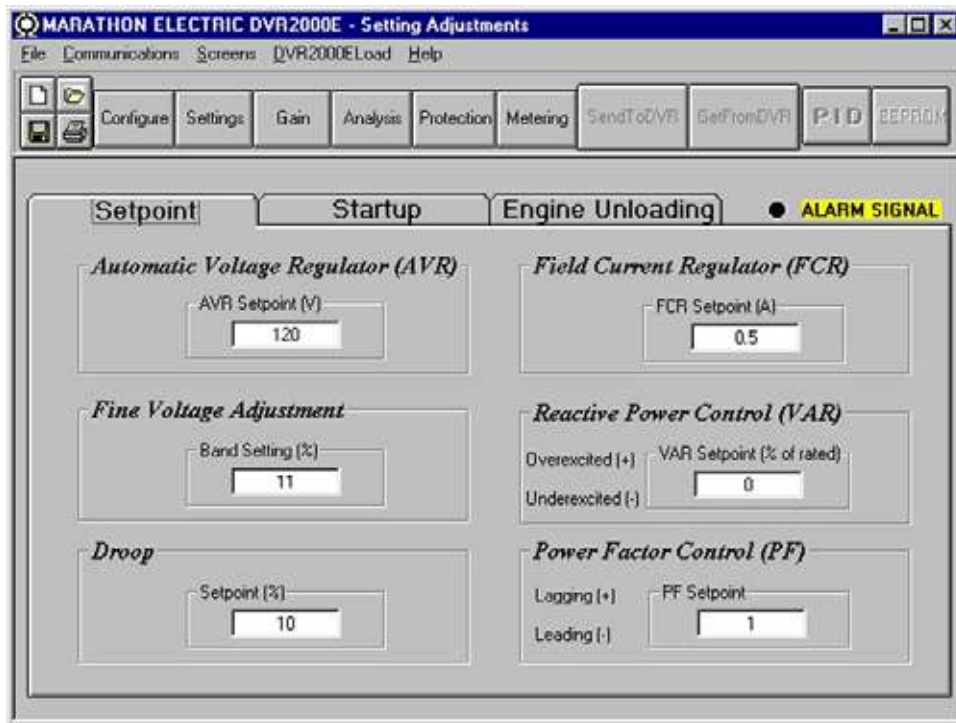 MARATHON ELECTRIC DVR2000E - Setting Adjustments
File Communications Screens DVR2000ELoad Help
Configure Settings Gain Analysis Protection Metering SendToDVR GetFromDVR PID EEPROM
Setpoint Startup Engine Unloading ALARM SIGNAL
Automatic Voltage Regulator (AVR)
AVR Setpoint (V)
120
Field Current Regulator (FCR)
FCR Setpoint (A)
0.5
Fine Voltage Adjustment
Band Setting (%)
11
Reactive Power Control (VAR)
Overexcited (+)
Underexcited (-)
VAR Setpoint (% of rated)
0
Droop
Setpoint (%)
10
Power Factor Control (PF)
Lagging (+)
Leading (-)
PF Setpoint
1